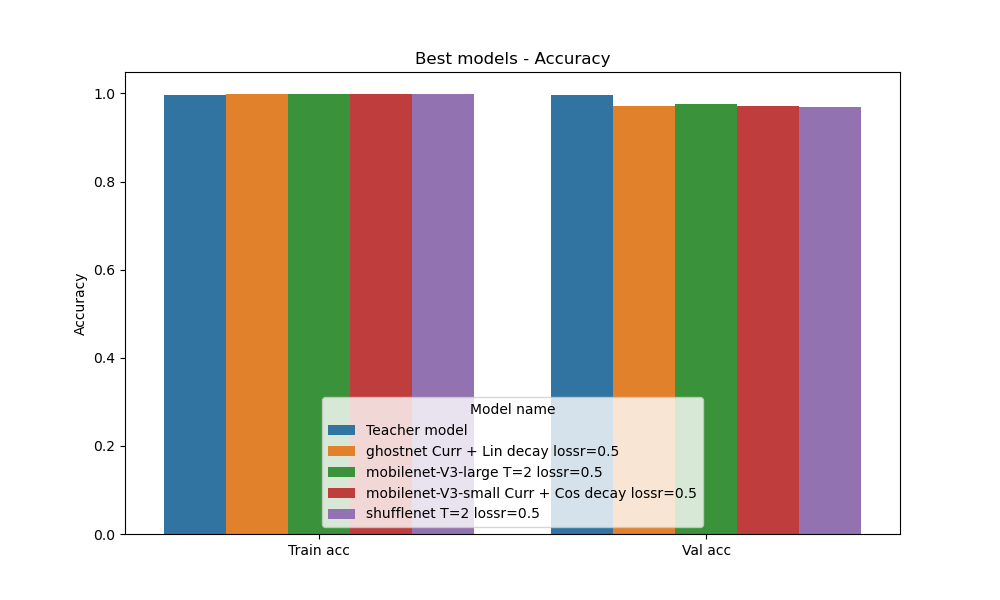 Best models - Accuracy
Accuracy
1.0
0.8
0.6
0.4
0.2
0.0
Model name
Teacher model
ghostnet Curr + Lin decay lossr=0.5
mobilenet-V3-large T=2 lossr=0.5
mobilenet-V3-small Curr + Cos decay lossr=0.5
shufflenet T=2 lossr=0.5
Train acc
Val acc